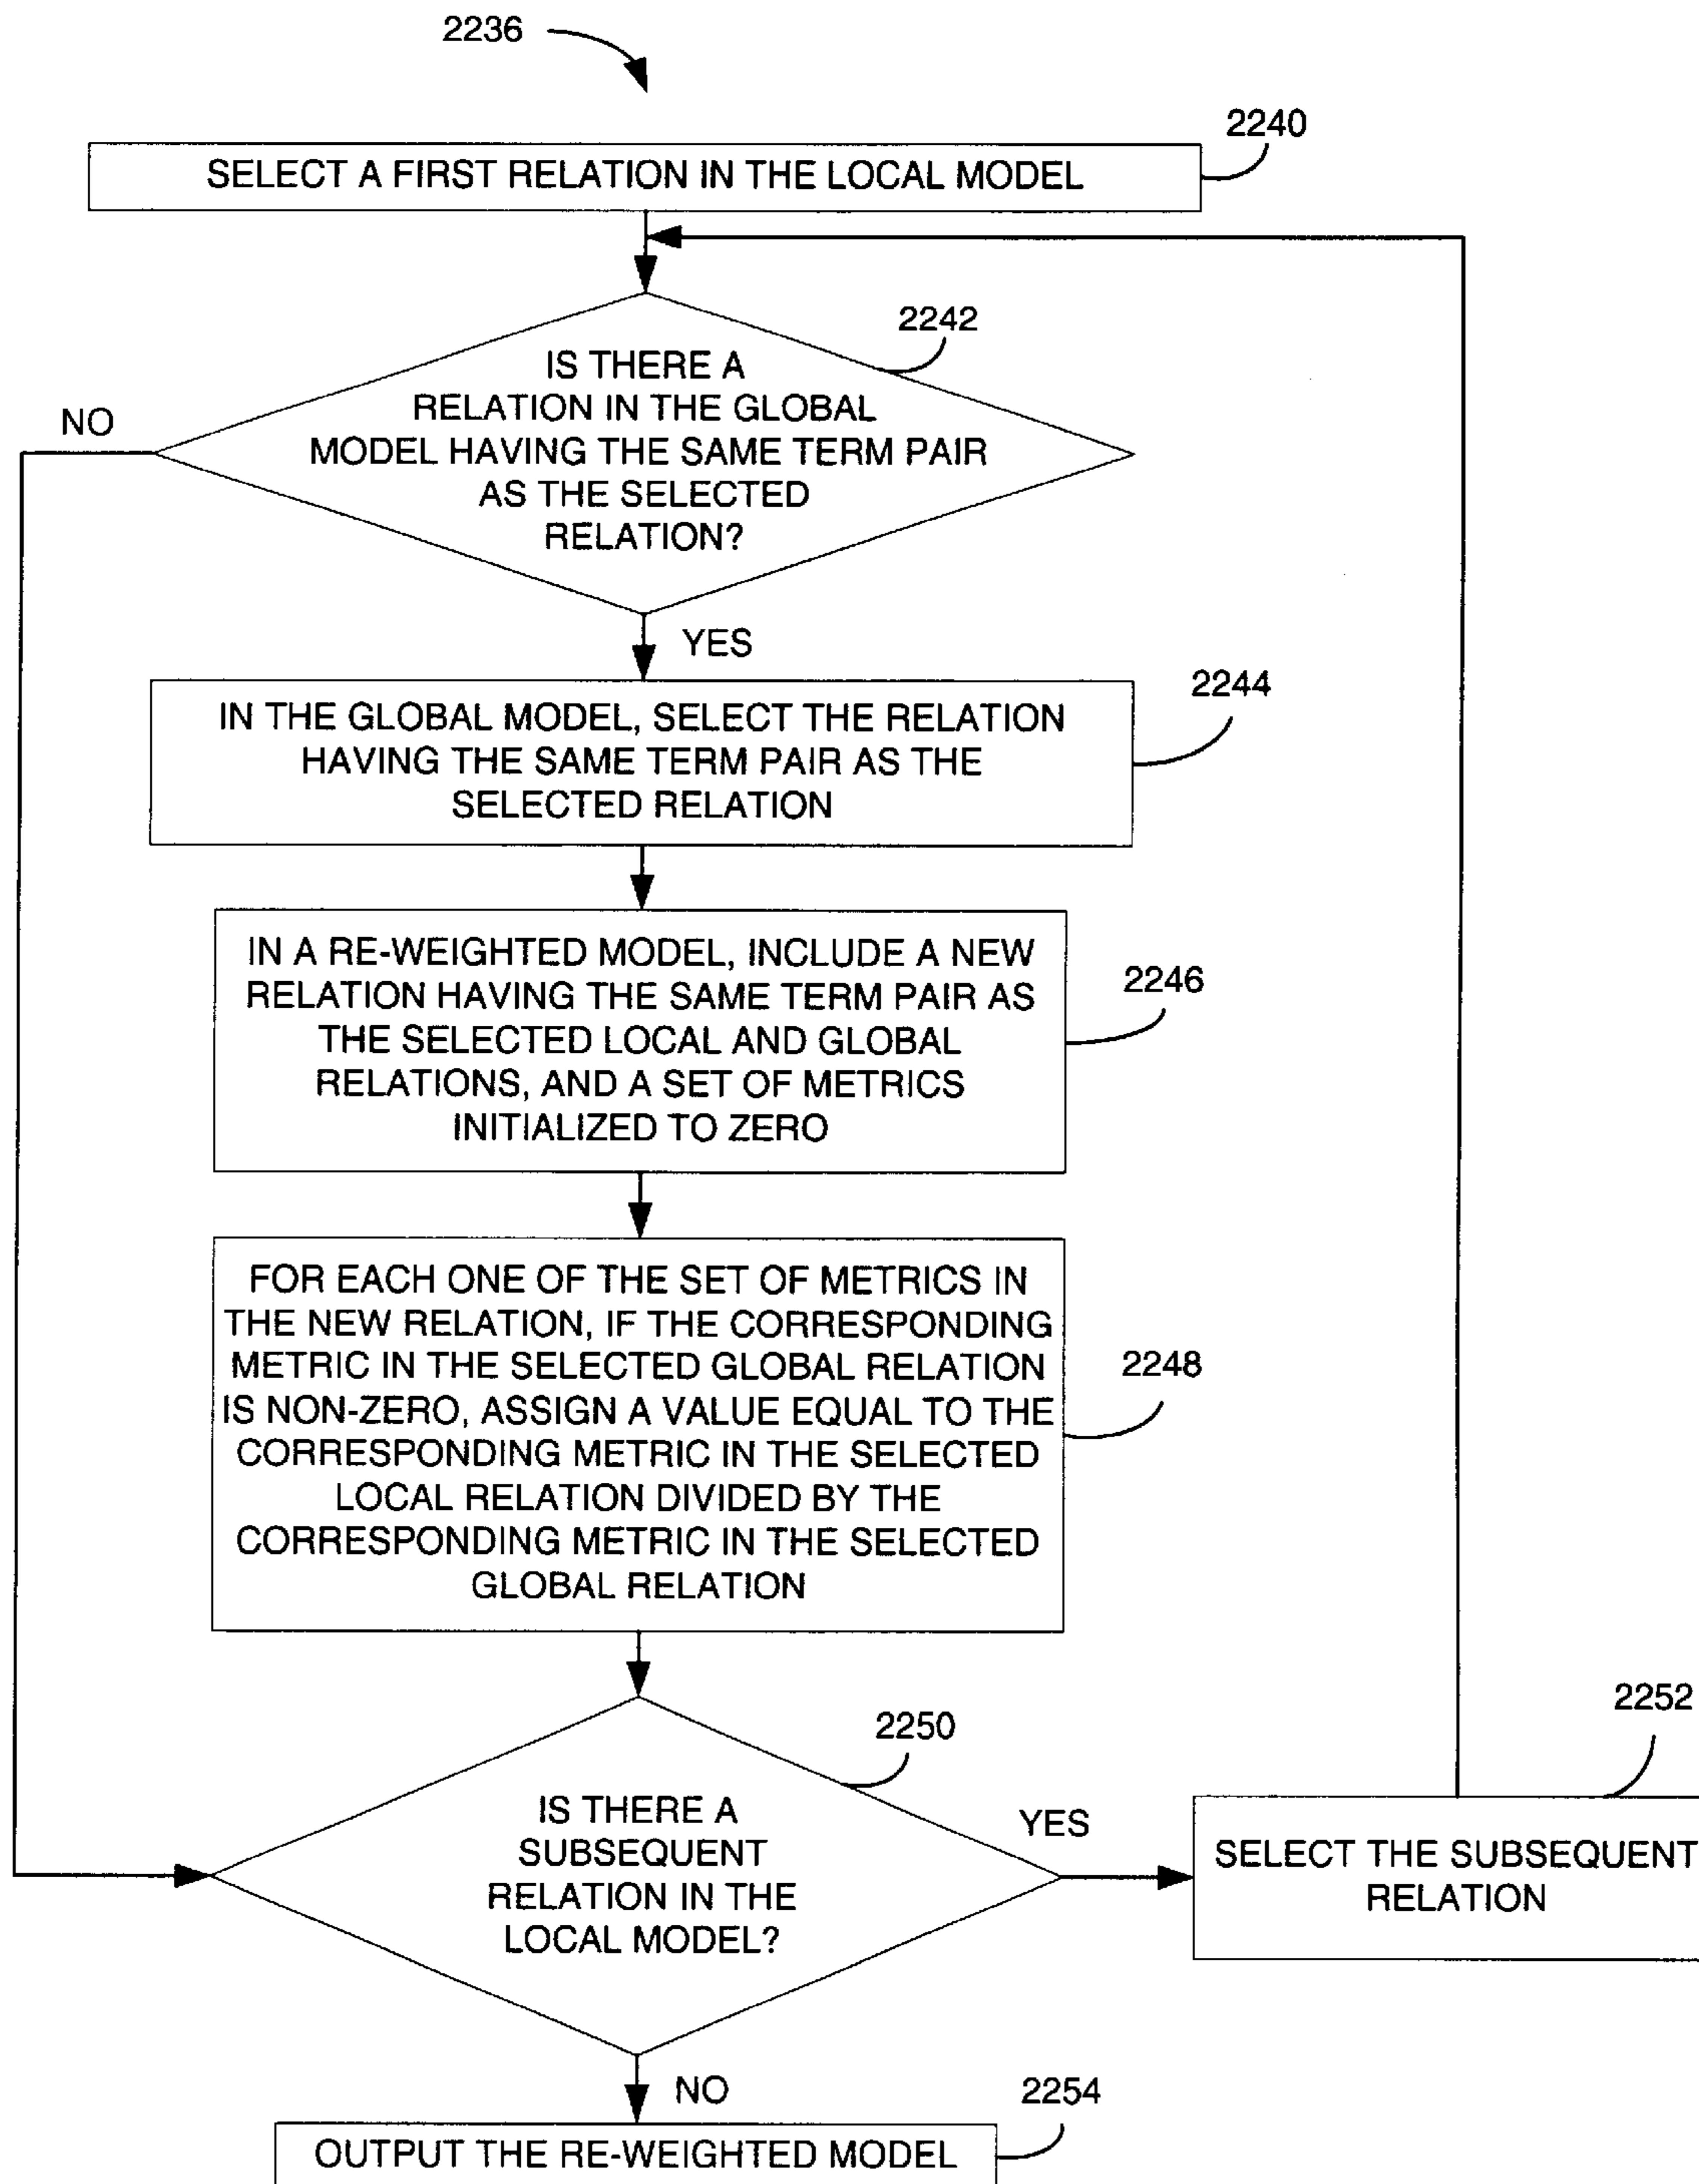 2236
2240
SELECT A FIRST RELATION IN THE LOCAL MODEL
2242
IS THERE A
RELATION IN THE GLOBAL
MODEL HAVING THE SAME TERM PAIR
AS THE SELECTED
RELATION?
NO
YES
2244
IN THE GLOBAL MODEL, SELECT THE RELATION
HAVING THE SAME TERM PAIR AS THE
SELECTED RELATION
2246
IN A RE-WEIGHTED MODEL, INCLUDE A NEW
RELATION HAVING THE SAME TERM PAIR AS
THE SELECTED LOCAL AND GLOBAL
RELATIONS, AND A SET OF METRICS
INITIALIZED TO ZERO
2248
FOR EACH ONE OF THE SET OF METRICS IN
THE NEW RELATION, IF THE CORRESPONDING
METRIC IN THE SELECTED GLOBAL RELATION
IS NON-ZERO, ASSIGN A VALUE EQUAL TO THE
CORRESPONDING METRIC IN THE SELECTED
LOCAL RELATION DIVIDED BY THE
CORRESPONDING METRIC IN THE SELECTED
GLOBAL RELATION
2250
IS THERE A
SUBSEQUENT
RELATION IN THE
LOCAL MODEL?
YES
2252
SELECT THE SUBSEQUENT
RELATION
NO
2254
OUTPUT THE RE-WEIGHTED MODEL